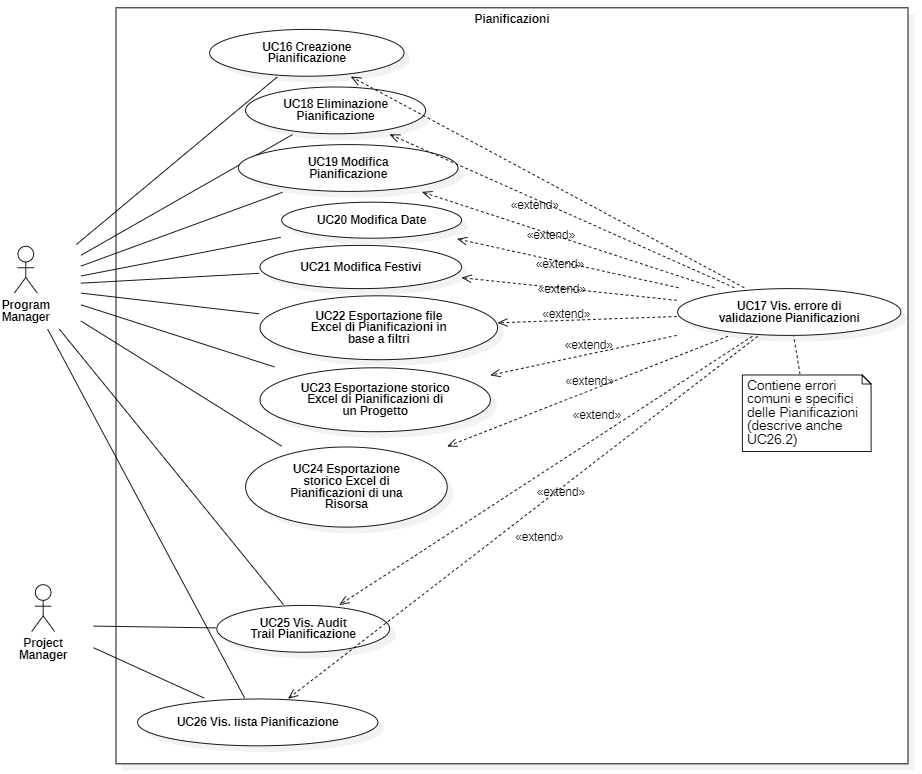 Pianificazioni
UC16 Creazione
Pianificazione
UC18 Eliminazione
Pianificazione
UC19 Modifica
Pianificazione
«extend»
UC20 Modifica Date
«extend»
UC21 Modifica Festivi
«extend»
«extend»
Program
Manager
UC22 Esportazione file
Excel di Pianificazioni in
base a filtri
«extend»
UC17 Vis. errore di
validazione Pianificazioni
«extend»
UC23 Esportazione storico
Excel di Pianificazioni di
un Progetto
«extend»
«extend»
Contiene errori
comuni e specifici
delle Pianificazioni
(descrive anche
UC26.2)
UC24 Esportazione
storico Excel di
Pianificazioni di una
Risorsa
«extend»
«extend»
UC25 Vis. Audit
Trail Pianificazione
Project
Manager
UC26 Vis. lista Pianificazione